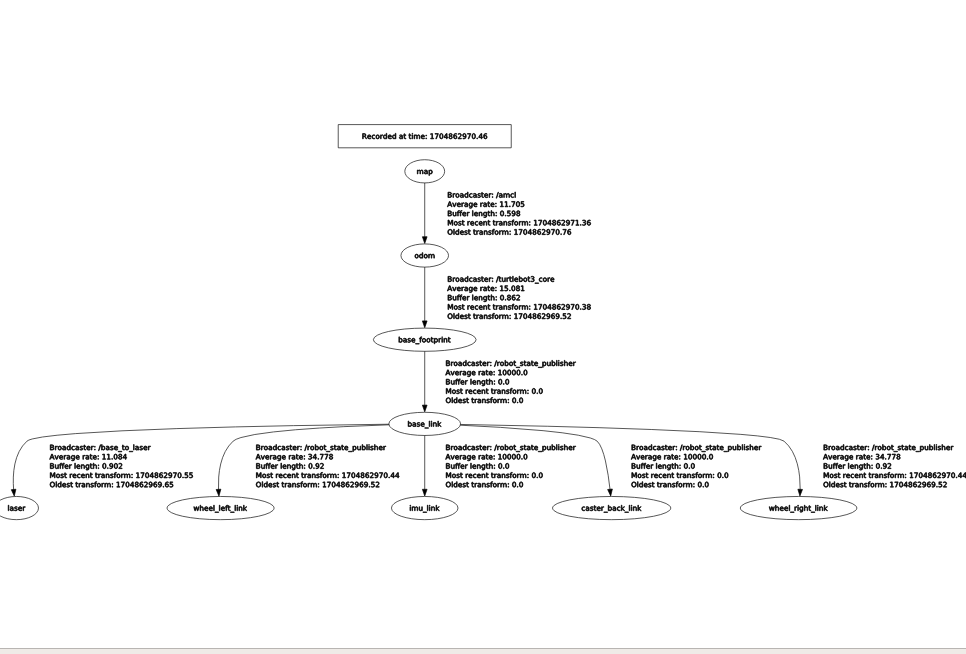 Recorded at time: 1704862970.46
map
Broadcaster: /amcl
Average rate: 11.705
Buffer length: 0.598
Most recent transform: 1704862971.36
Oldest transform: 1704862970.76
odom
Broadcaster: /turtlebot3_core
Average rate: 15.081
Buffer length: 0.862
Most recent transform: 1704862970.38
Oldest transform: 1704862969.52
base_footprint
Broadcaster: /robot_state_publisher
Average rate: 10000.0
Buffer length: 0.0
Most recent transform: 0.0
Oldest transform: 0.0
base_link
Broadcaster: /base_to_laser
Average rate: 11.084
Buffer length: 0.902
Most recent transform: 1704862970.55
Oldest transform: 1704862969.65
Broadcaster: /robot_state_publisher
Average rate: 34.778
Buffer length: 0.92
Most recent transform: 1704862970.44
Oldest transform: 1704862969.52
Broadcaster: /robot_state_publisher
Average rate: 10000.0
Buffer length: 0.0
Most recent transform: 0.0
Oldest transform: 0.0
Broadcaster: /robot_state_publisher
Average rate: 10000.0
Buffer length: 0.0
Most recent transform: 0.0
Oldest transform: 0.0
Broadcaster: /robot_state_publisher
Average rate: 34.778
Buffer length: 0.92
Most recent transform: 1704862970.44
Oldest transform: 1704862969.52
laser
wheel_left_link
imu_link
caster_back_link
wheel_right_link